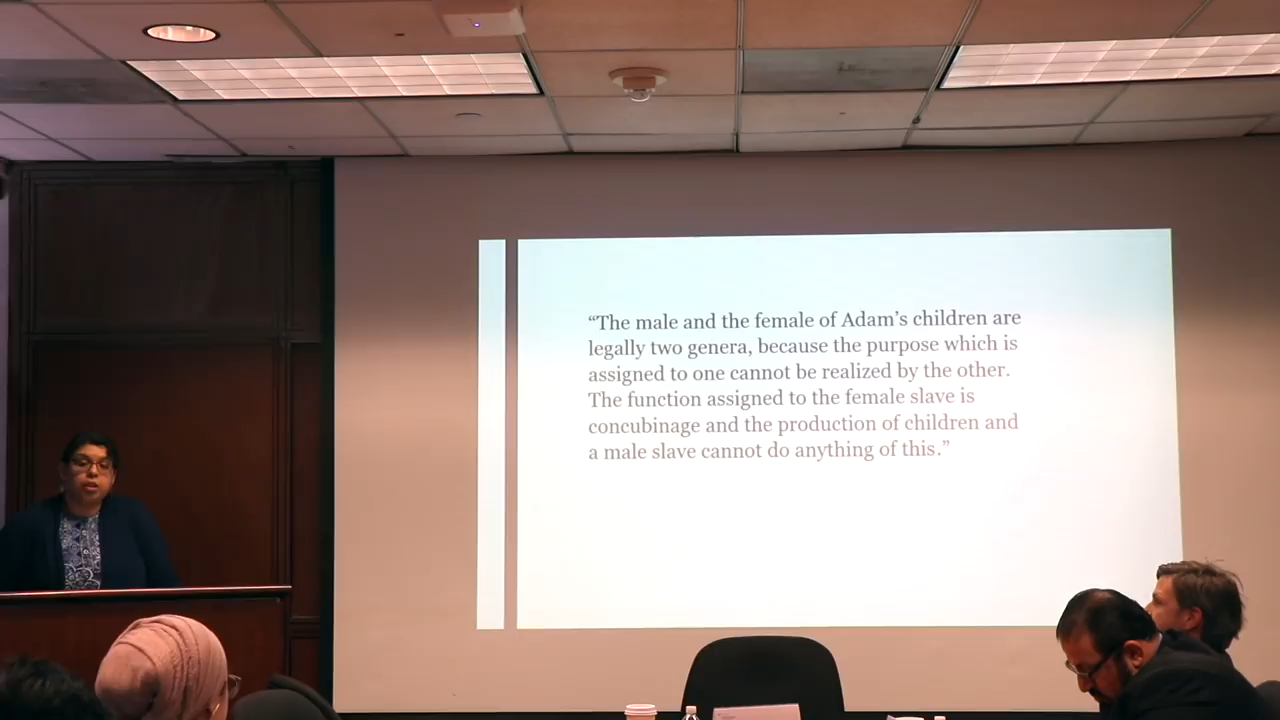 “The male and the female of Adam’s children are
legally two genera, because the purpose which is
assigned to one cannot be realized by the other.
The function assigned to the female slave is
concubinage and the production of children and
a male slave cannot do anything of this.”